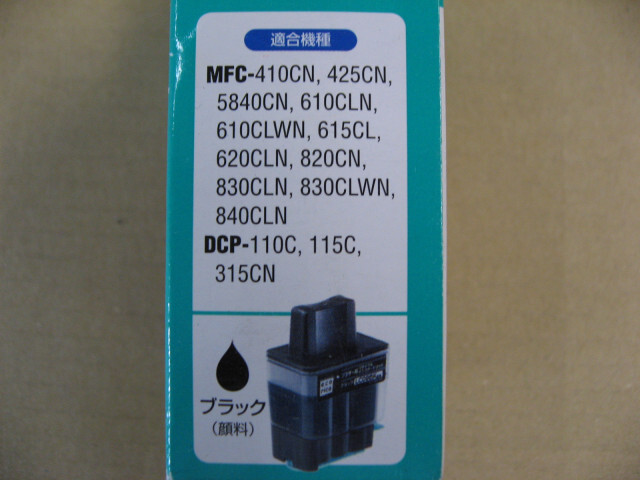 適合機種
MFC-410CN, 425CN,
5840CN, 610CLN,
610CLWN, 615CL,
620CLN, 820CN,
830CLN, 830CLWN,
840CLN
DCP-110C, 115C,
315CN
ブラック
(顔料)